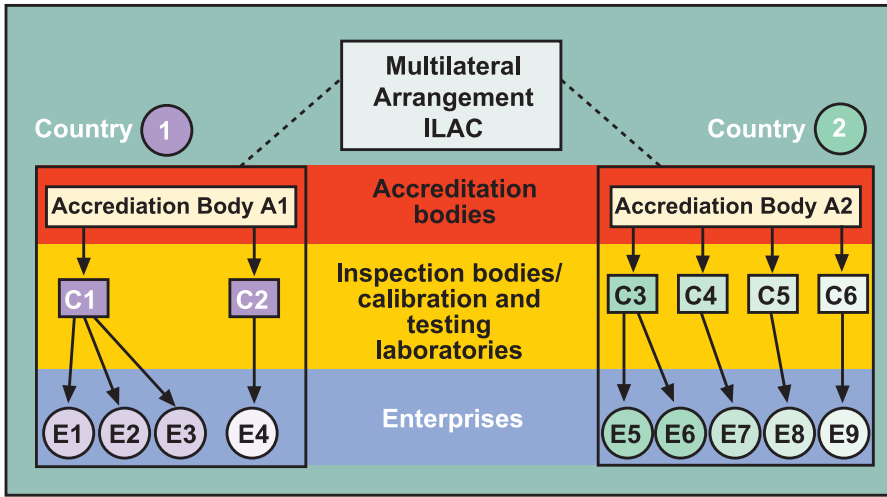 Multilateral
Arrangement
ILAC
Country 1
Country 2
Accrediation Body A1
Accreditation
bodies
Accrediation Body A2
C1
C2
Inspection bodies/
calibration and
testing
laboratories
C3
C4
C5
C6
E1
E2
E3
E4
Enterprises
E5
E6
E7
E8
E9